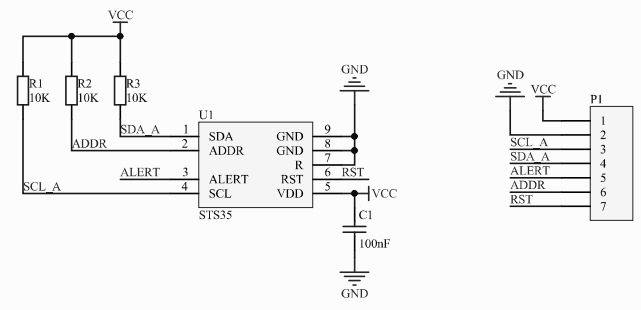 VCC
R1
10K
R2
10K
R3
10K
SDA_A
ADDR
ALERT
SCL_A
U1
1 SDA GND 9
2 ADDR GND 8
R 7
3 ALERT RST 6 RST
4 SCL VDD 5 VCC
STS35
GND
C1
100nF
GND
GND
VCC
P1
1
2
SCL_A 3
SDA_A 4
ALERT 5
ADDR 6
RST 7